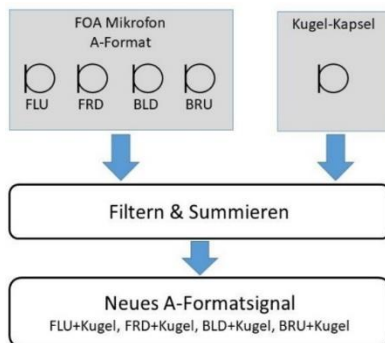 FOA Mikrofon
A-Format
FLU FRD BLD BRU
Kugel-Kapsel
Filtern & Summieren
Neues A-Formatsignal
FLU+Kugel, FRD+Kugel, BLD+Kugel, BRU+Kugel